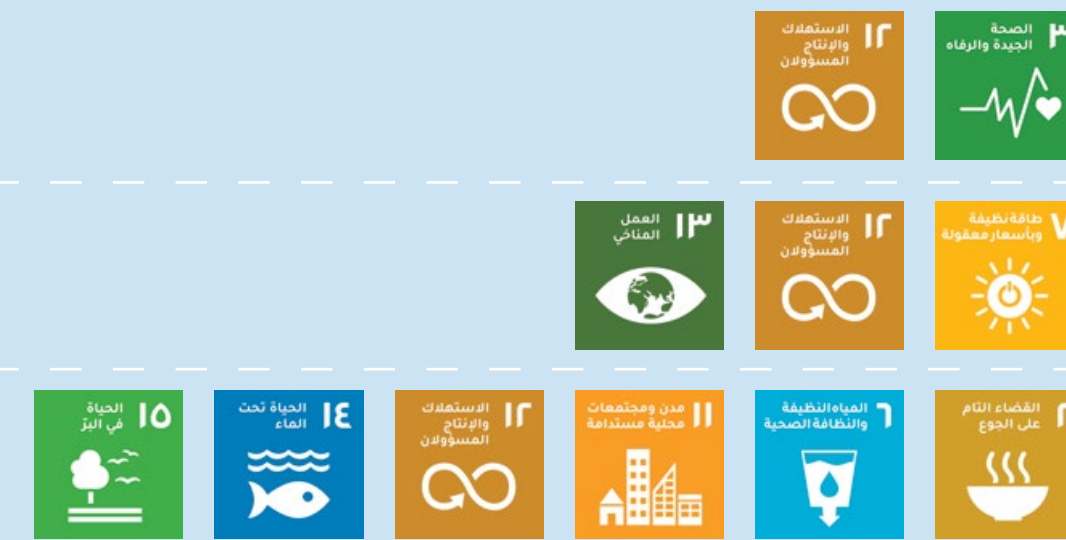 ٣ الصحة
الجيدة والرفاه
١٢ الاستهلاك
والإنتاج
المسؤولان
٧ طاقة نظيفة
وبأسعار معقولة
١٢ الاستهلاك
والإنتاج
المسؤولان
١٣ العمل
المناخي
٢ القضاء التام
على الجوع
٦ المياه النظيفة
والنظافة الصحية
١١ مدن ومجتمعات
محلية مستدامة
١٢ الاستهلاك
والإنتاج
المسؤولان
١٤ الحياة تحت
الماء
١٥ الحياة
في البرّ